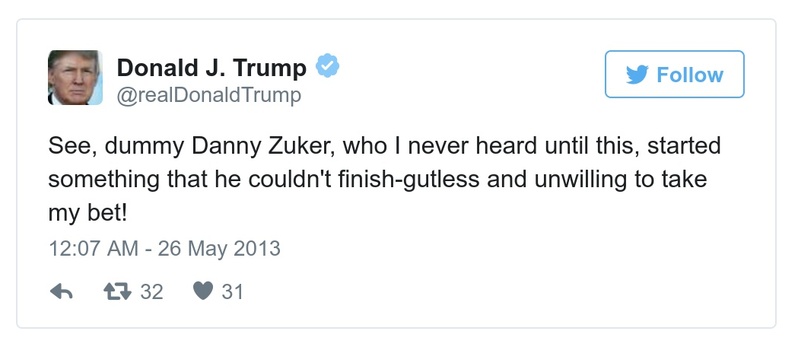 Donald J. Trump
@realDonaldTrump
Follow
See, dummy Danny Zuker, who I never heard until this, started
something that he couldn't finish-gutless and unwilling to take
my bet!
12:07 AM - 26 May 2013
32 31